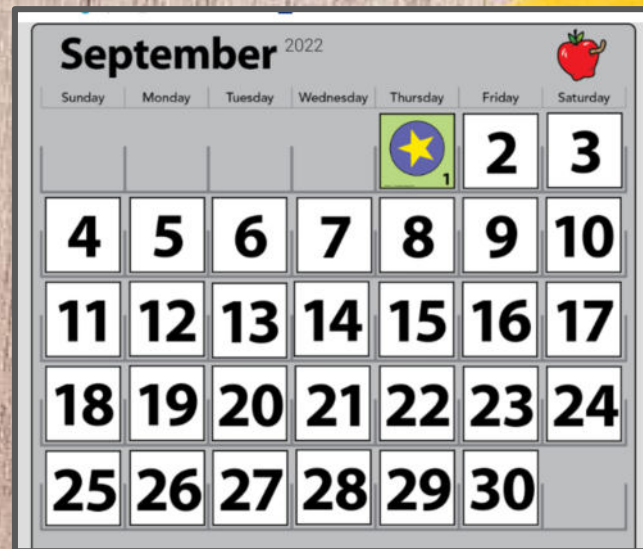 September 2022
Sunday Monday Tuesday Wednesday Thursday Friday Saturday
1 2 3
4 5 6 7 8 9 10
11 12 13 14 15 16 17
18 19 20 21 22 23 24
25 26 27 28 29 30